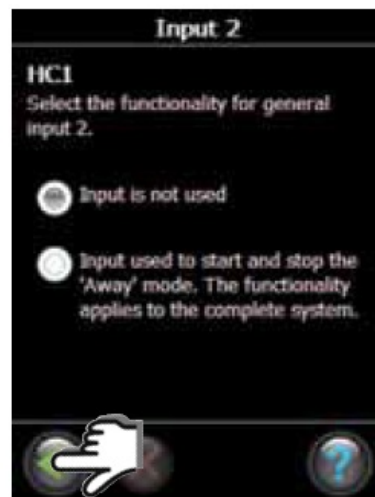 Input 2
HC1
Select the functionality for general
input 2.
Input is not used
Input used to start and stop the
'Away' mode. The functionality
applies to the complete system.
?